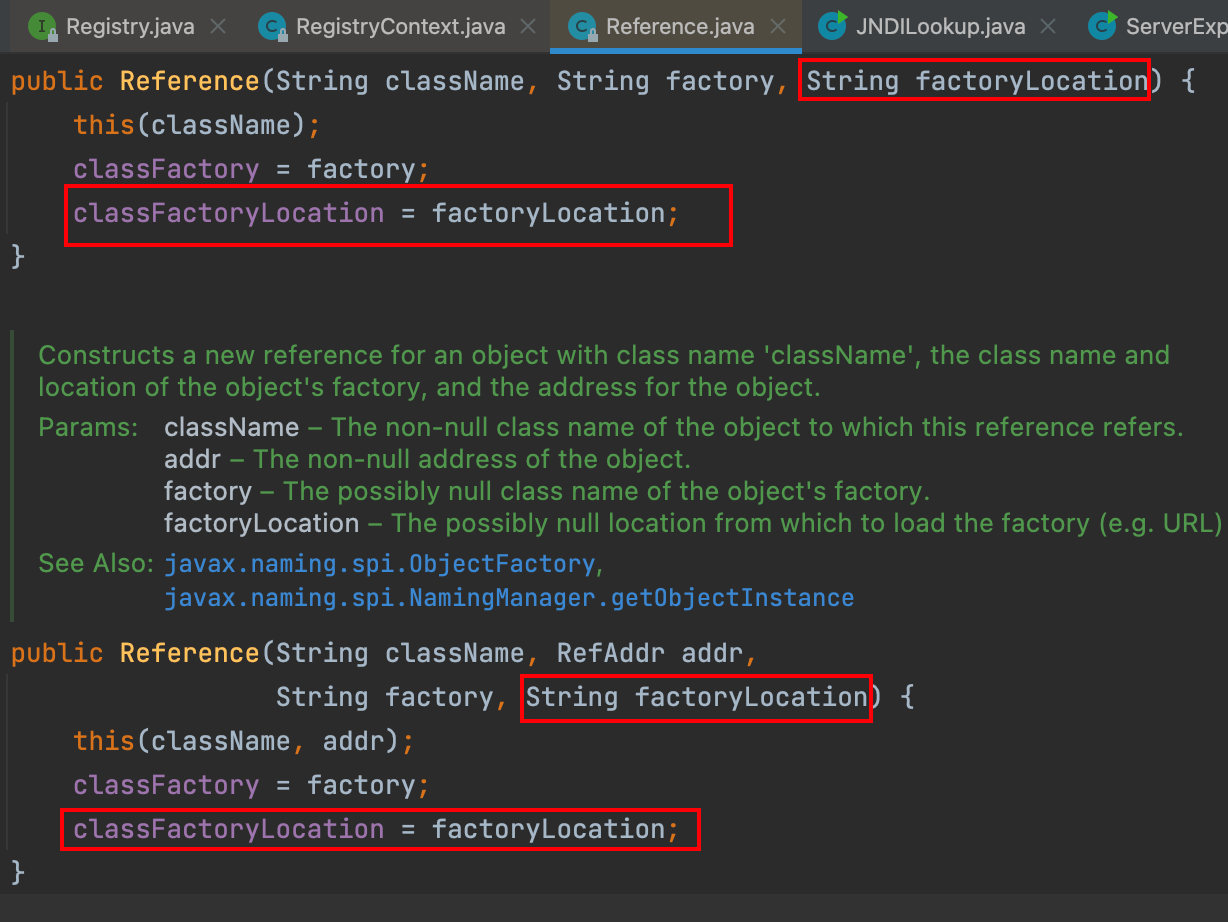 Registry.java RegistryContext.java Reference.java JNDILookup.java ServerExp
public Reference(String className, String factory, String factoryLocation) {
this(className);
classFactory = factory;
classFactoryLocation = factoryLocation;
}
Constructs a new reference for an object with class name 'className', the class name and
location of the object's factory, and the address for the object.
Params: className – The non-null class name of the object to which this reference refers.
addr – The non-null address of the object.
factory – The possibly null class name of the object's factory.
factoryLocation – The possibly null location from which to load the factory (e.g. URL)
See Also: javax.naming.spi.ObjectFactory,
javax.naming.spi.NamingManager.getObjectInstance
public Reference(String className, RefAddr addr,
String factory, String factoryLocation) {
this(className, addr);
classFactory = factory;
classFactoryLocation = factoryLocation;
}